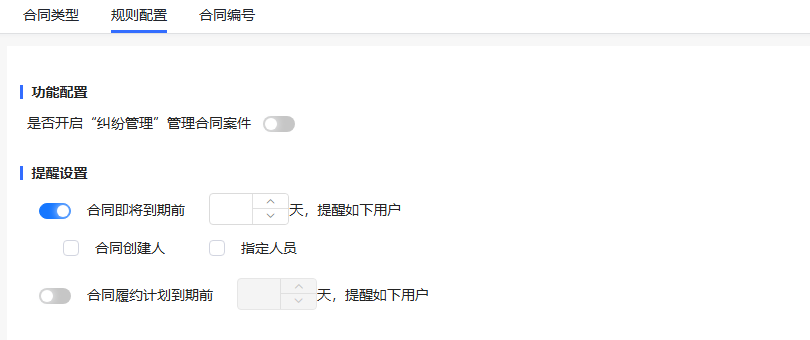 合同类型 规则配置 合同编号
功能配置
是否开启“纠纷管理”管理合同案件
提醒设置
合同即将到期前 天，提醒如下用户
合同创建人 指定人员
合同履约计划到期前 天，提醒如下用户